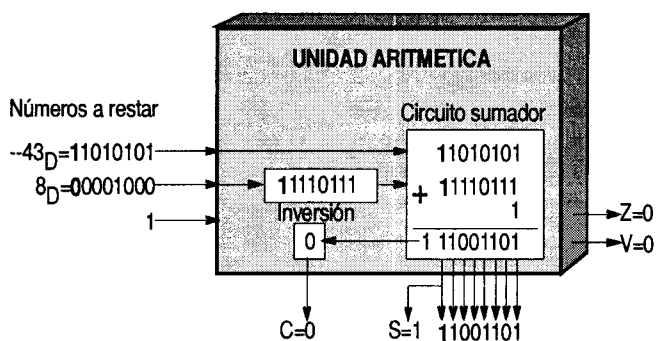 UNIDAD ARITMETICA
Números a restar
Circuito sumador
--43D=11010101
11010101
8D=00001000
11110111
+ 11110111
1
Inversión
1
0
1 11001101
Z=0
V=0
C=0
S=1
11001101